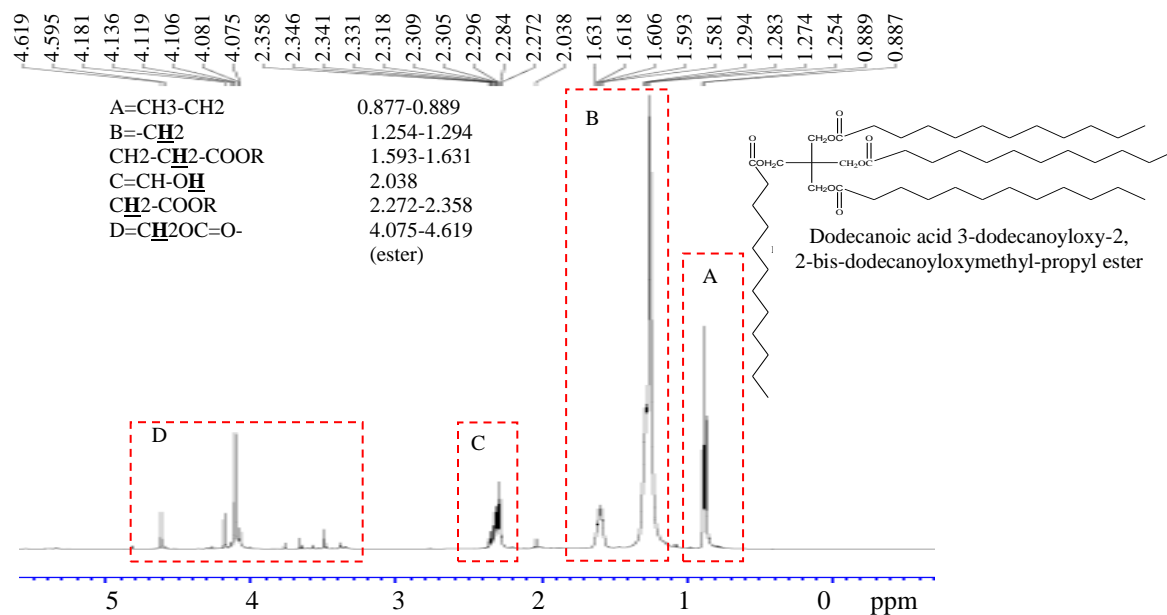 4.619 4.595 4.181 4.136 4.119 4.106 4.081 4.075 2.358 2.346 2.341 2.331 2.318 2.309 2.305 2.296 2.284 2.272 2.038 1.631 1.618 1.606 1.593 1.581 1.294 1.283 1.274 1.254 0.889 0.887
A=CH3-CH2 0.877-0.889
B=-CH2 1.254-1.294
CH2-CH2-COOR 1.593-1.631
C=CH-OH 2.038
CH2-COOR 2.272-2.358
D=CH2OC=O- 4.075-4.619
(ester)
B
O
CH₂OC
O
O
OCH₂C
CH₂OC
CH₂OC
O
Dodecanoic acid 3-dodecanoyloxy-2,
2-bis-dodecanoyloxymethyl-propyl ester
l
A
D
C
5 4 3 2 1 0 ppm